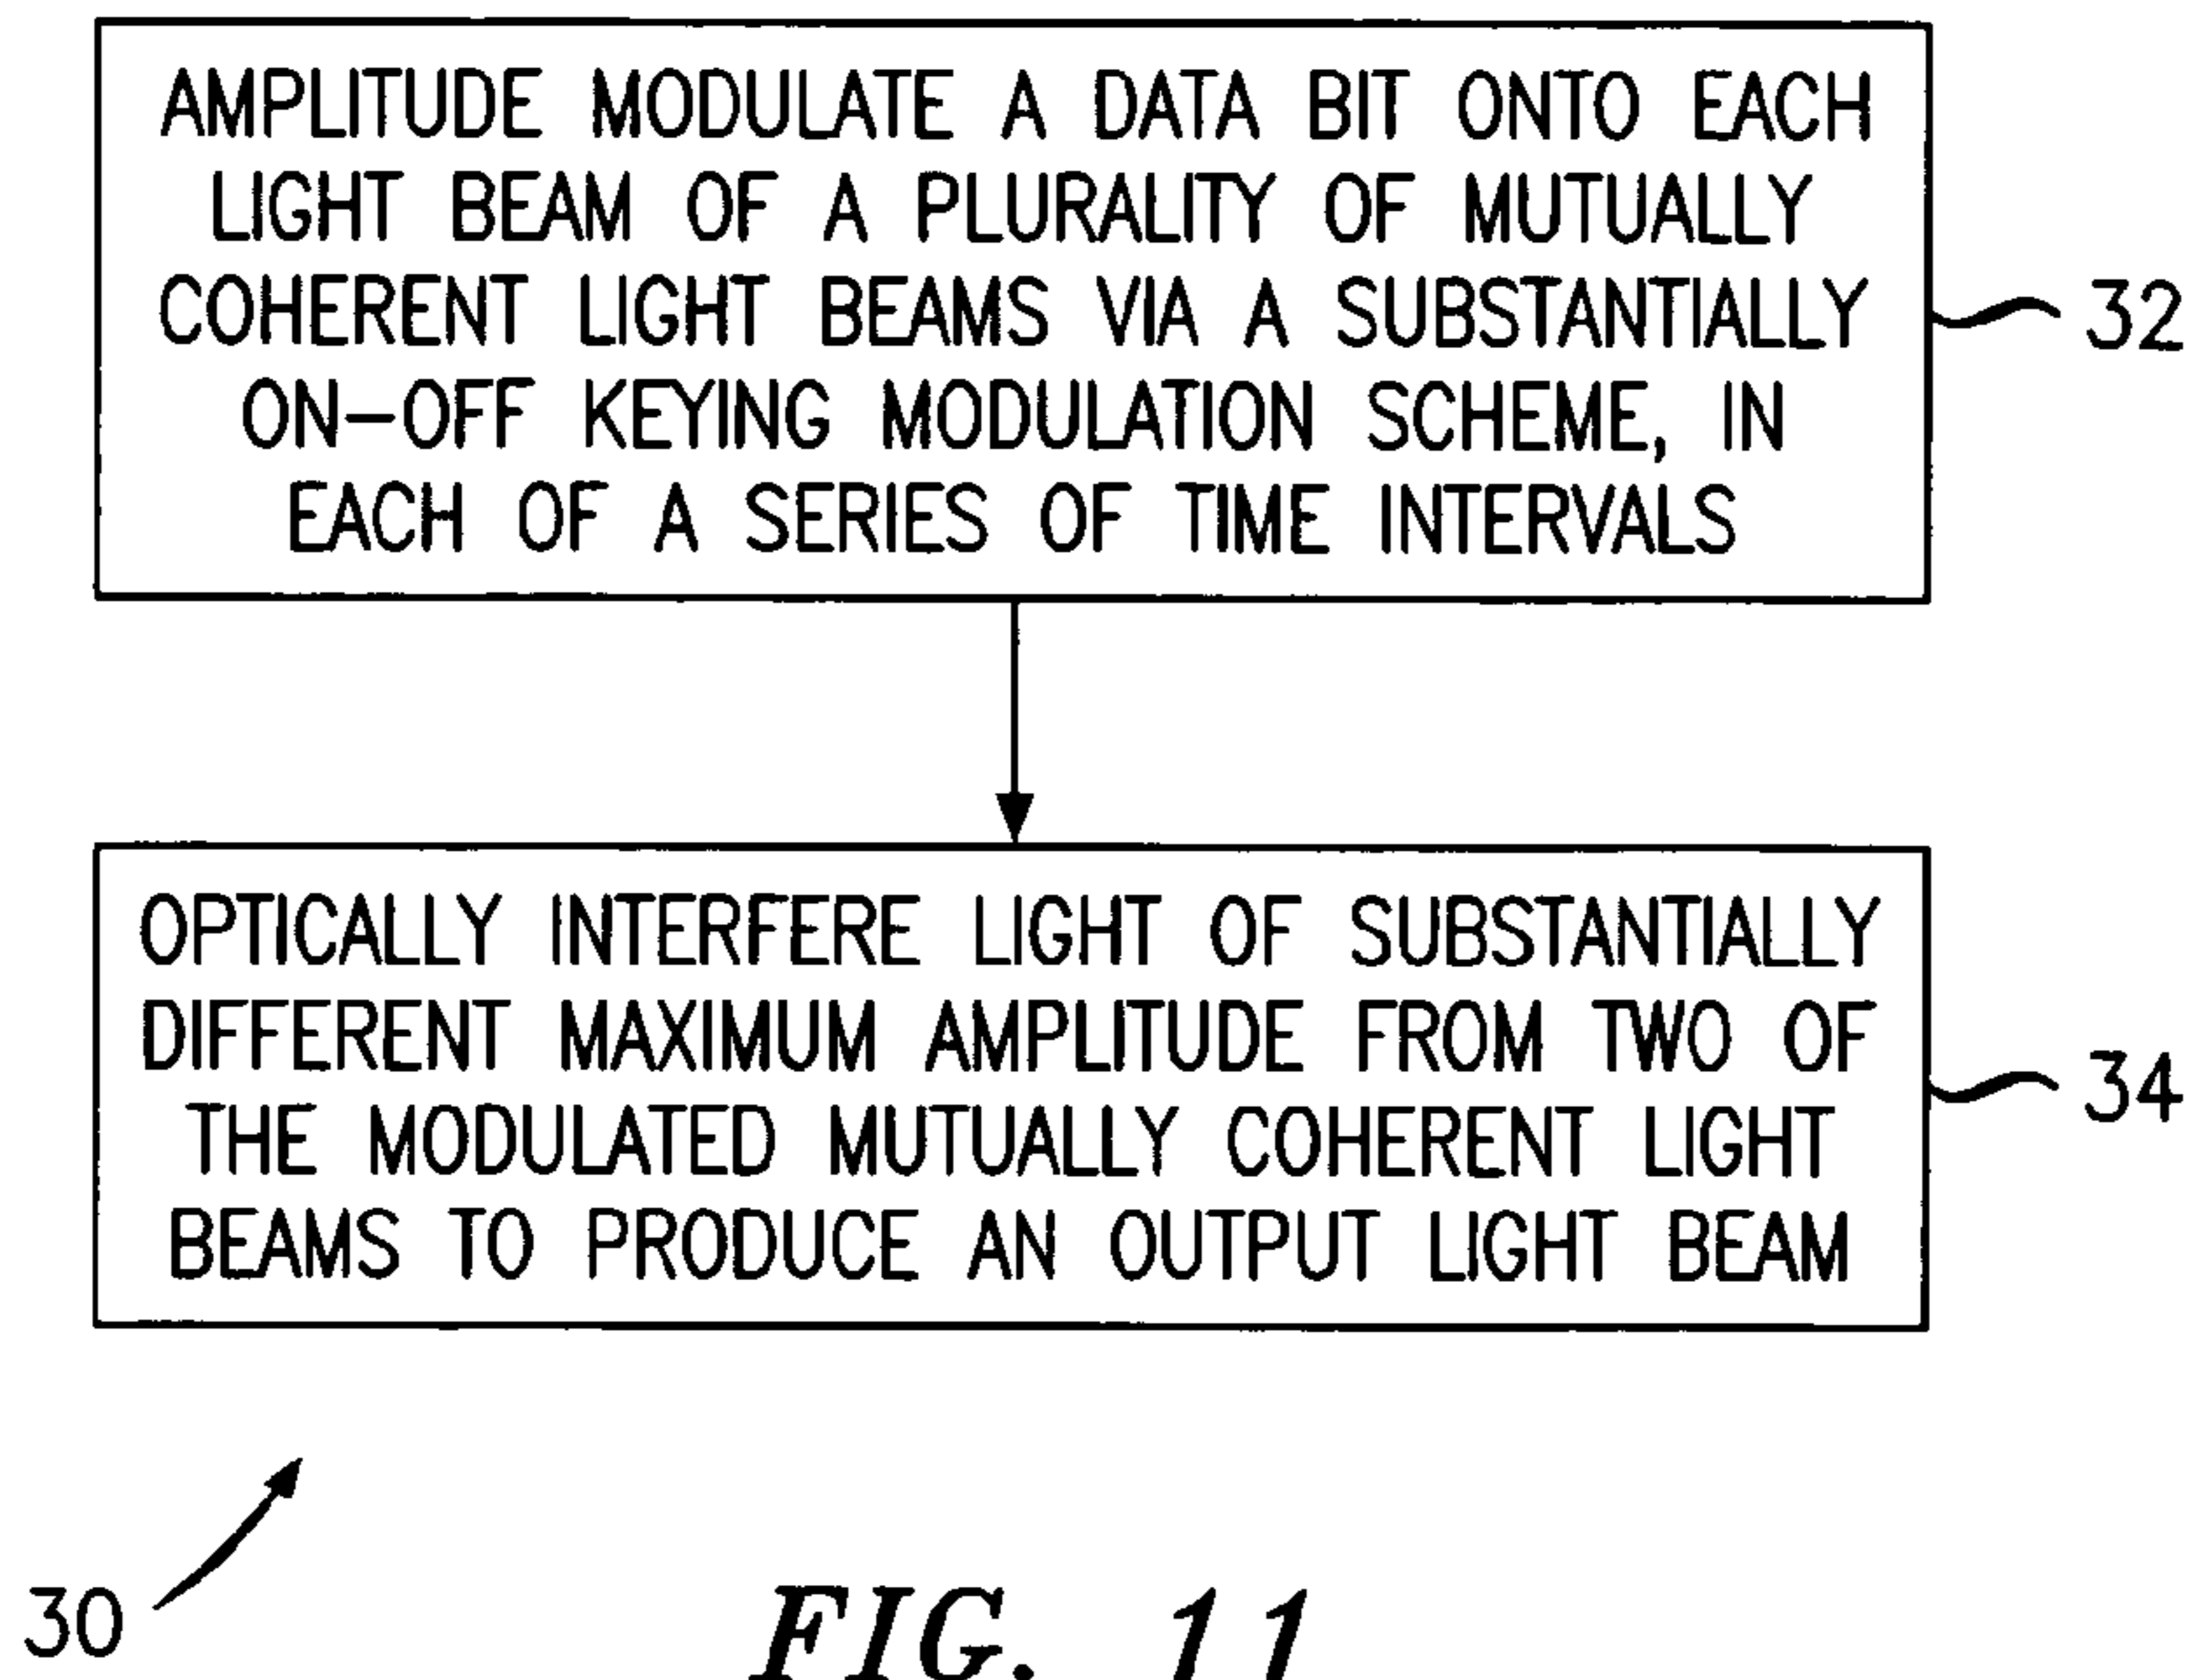 AMPLITUDE MODULATE A DATA BIT ONTO EACH
LIGHT BEAM OF A PLURALITY OF MUTUALLY
COHERENT LIGHT BEAMS VIA A SUBSTANTIALLY
ON-OFF KEYING MODULATION SCHEME, IN
EACH OF A SERIES OF TIME INTERVALS
32
OPTICALLY INTERFERE LIGHT OF SUBSTANTIALLY
DIFFERENT MAXIMUM AMPLITUDE FROM TWO OF
THE MODULATED MUTUALLY COHERENT LIGHT
BEAMS TO PRODUCE AN OUTPUT LIGHT BEAM
34
30
FIG. 11